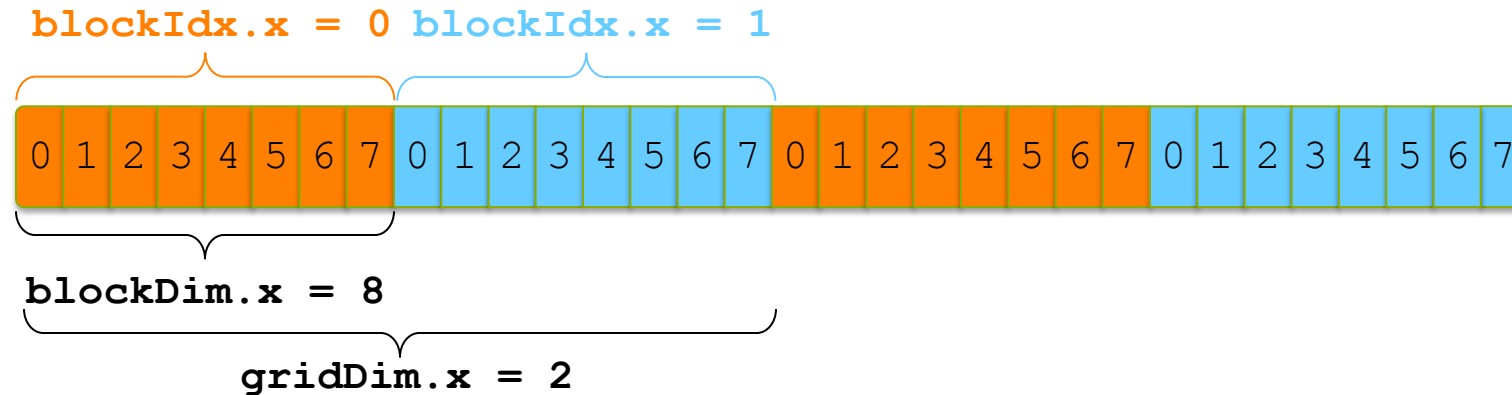 blockIdx.x = 0 blockIdx.x = 1
0 1 2 3 4 5 6 7 0 1 2 3 4 5 6 7 0 1 2 3 4 5 6 7 0 1 2 3 4 5 6 7
blockDim.x = 8
gridDim.x = 2